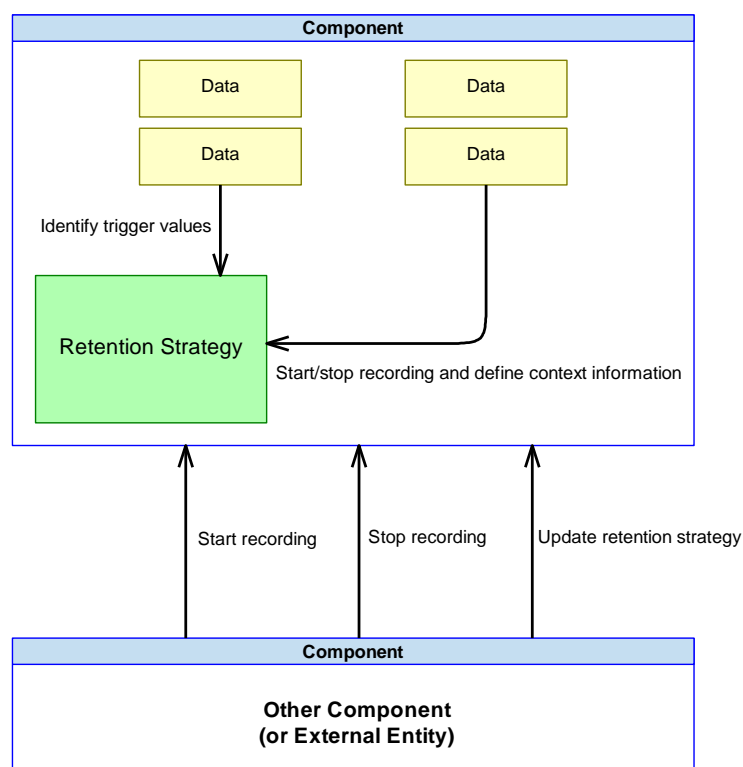 Component
Data
Data
Data
Data
Identify trigger values
Retention Strategy
Start/stop recording and define context information
Start recording
Stop recording
Update retention strategy
Component
Other Component
(or External Entity)